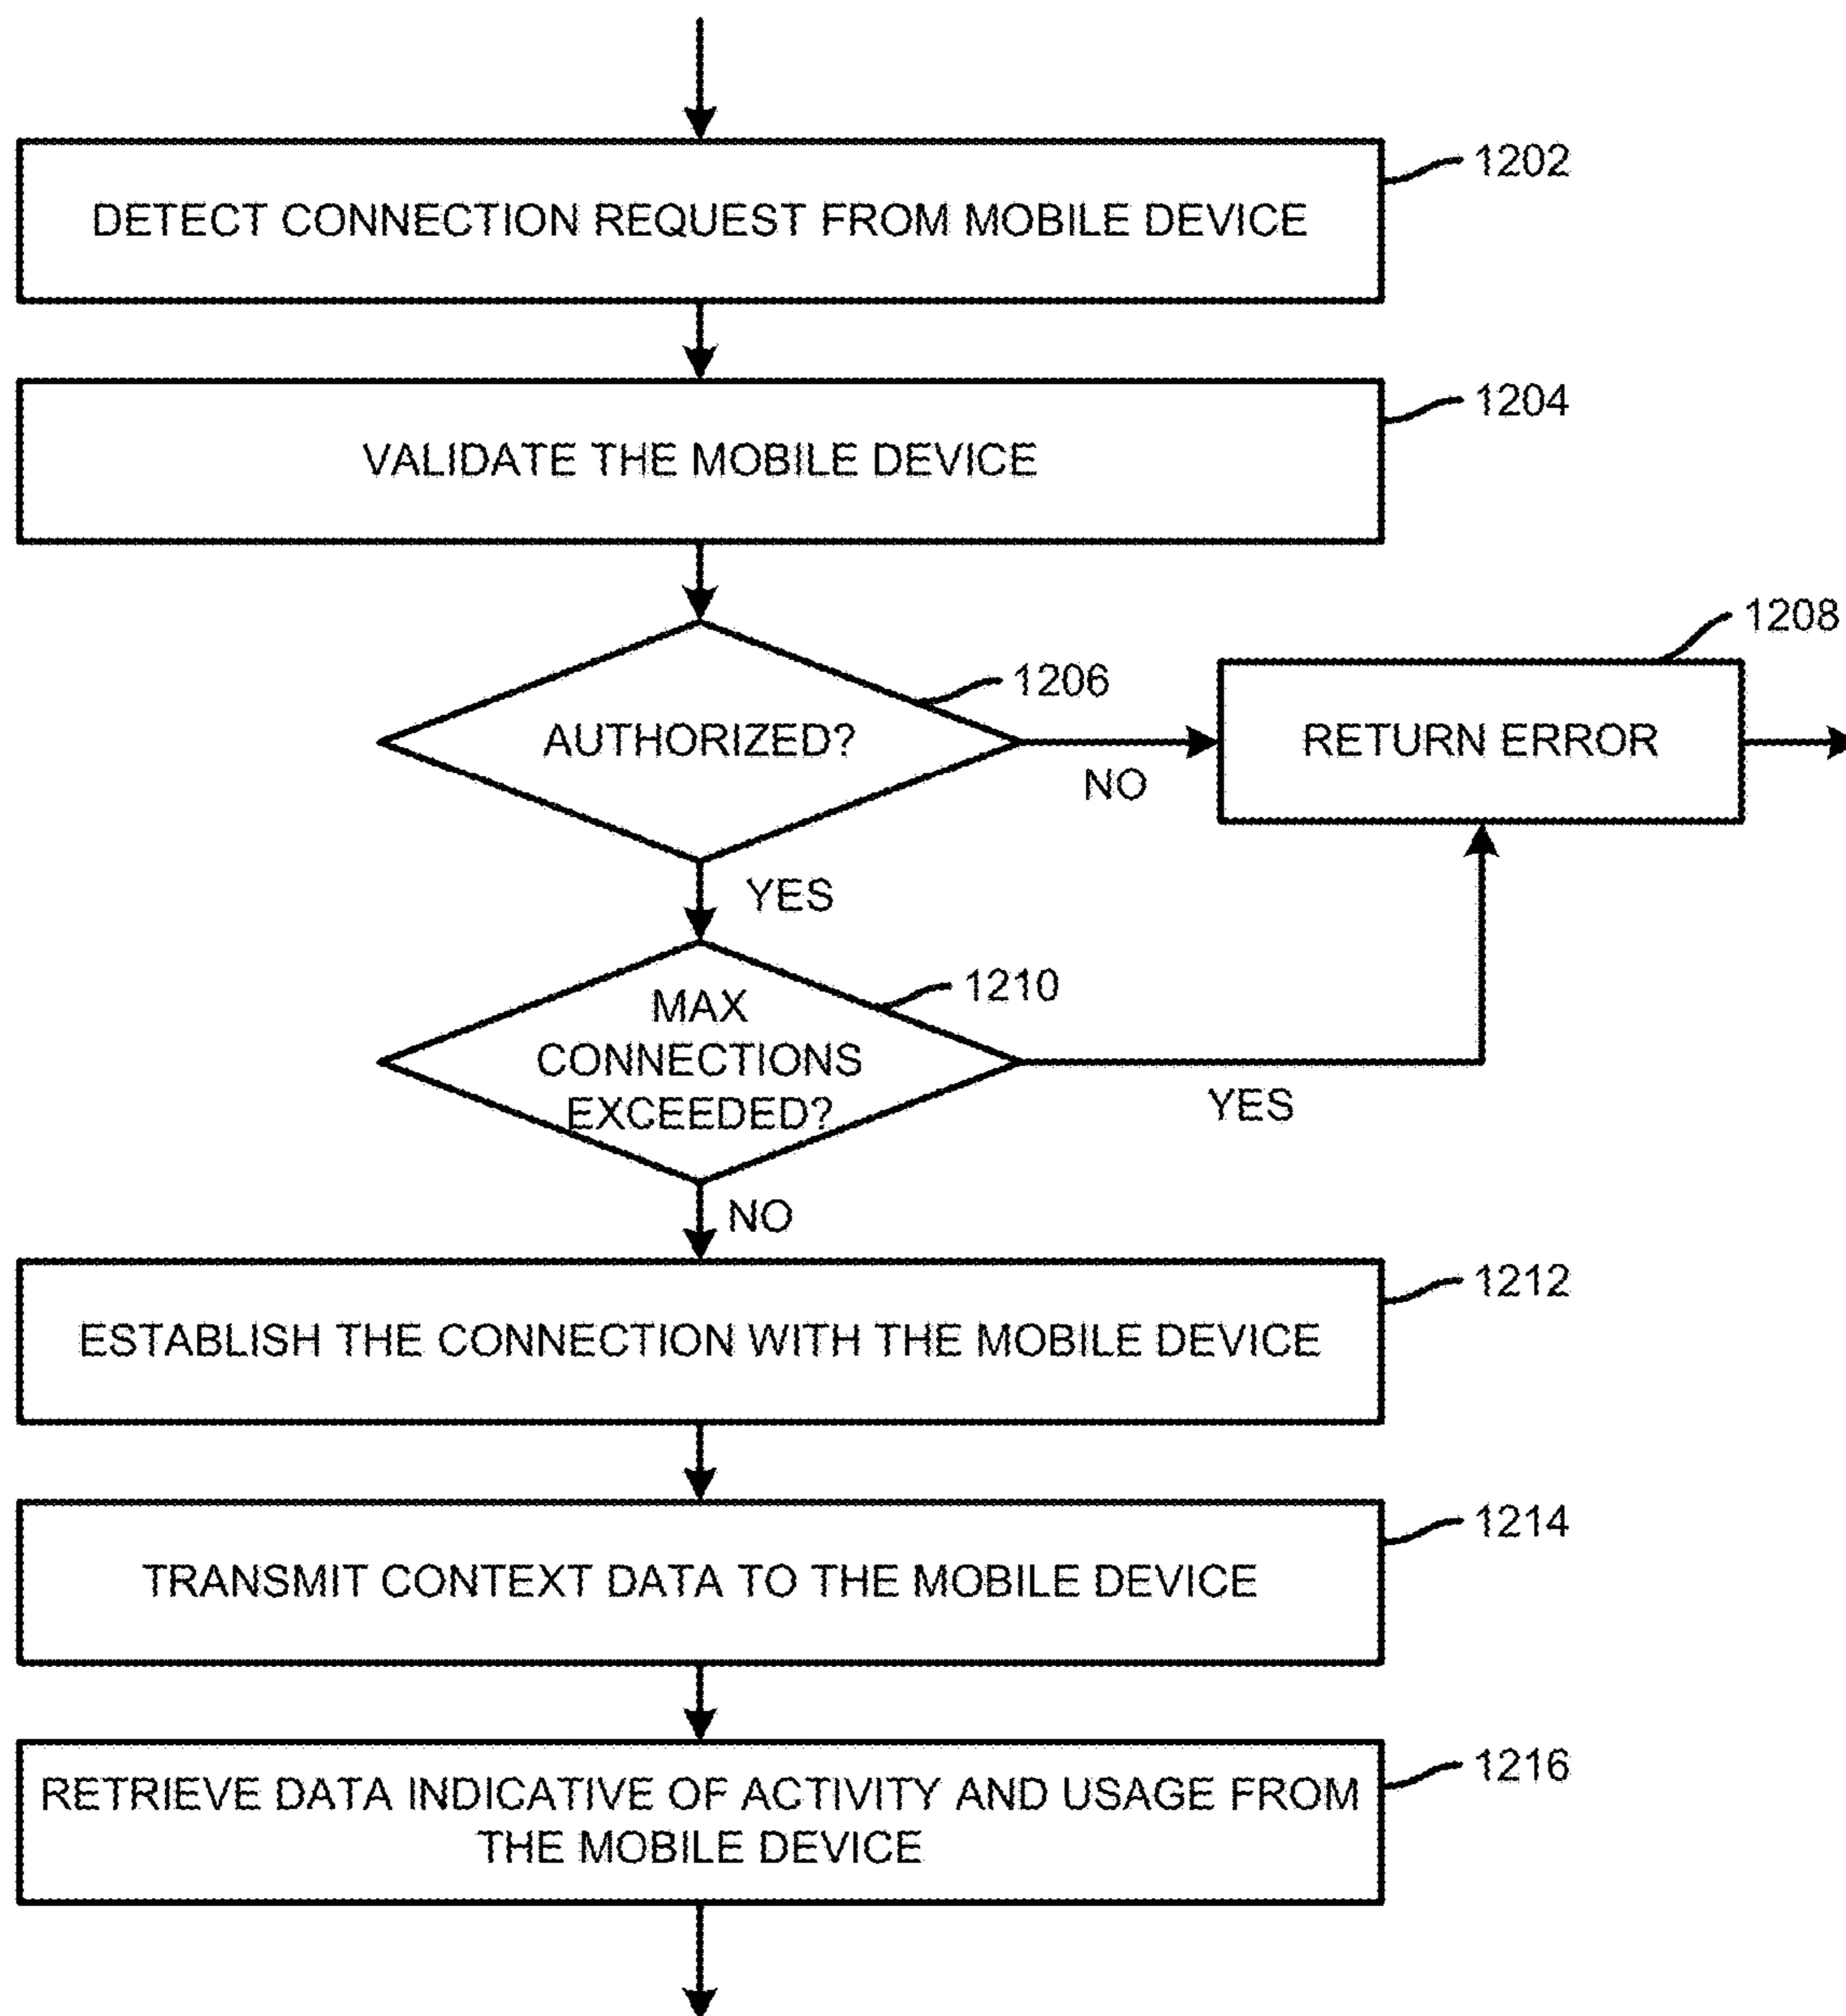 1202
DETECT CONNECTION REQUEST FROM MOBILE DEVICE
1204
VALIDATE THE MOBILE DEVICE
1206
AUTHORIZED?
NO
1208
RETURN ERROR
YES
1210
MAX
CONNECTIONS
EXCEEDED?
YES
NO
1212
ESTABLISH THE CONNECTION WITH THE MOBILE DEVICE
1214
TRANSMIT CONTEXT DATA TO THE MOBILE DEVICE
1216
RETRIEVE DATA INDICATIVE OF ACTIVITY AND USAGE FROM
THE MOBILE DEVICE